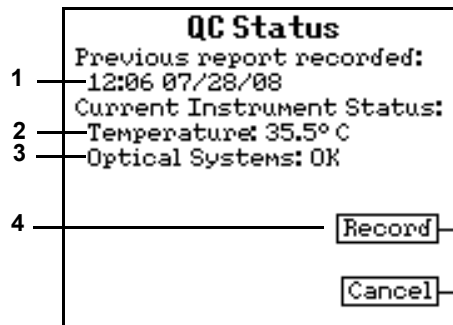 QC Status
Previous report recorded:
1 12:06 07/28/08
Current Instrument Status:
2 Temperature: 35.5° C
3 Optical Systems: OK
4 Record
Cancel